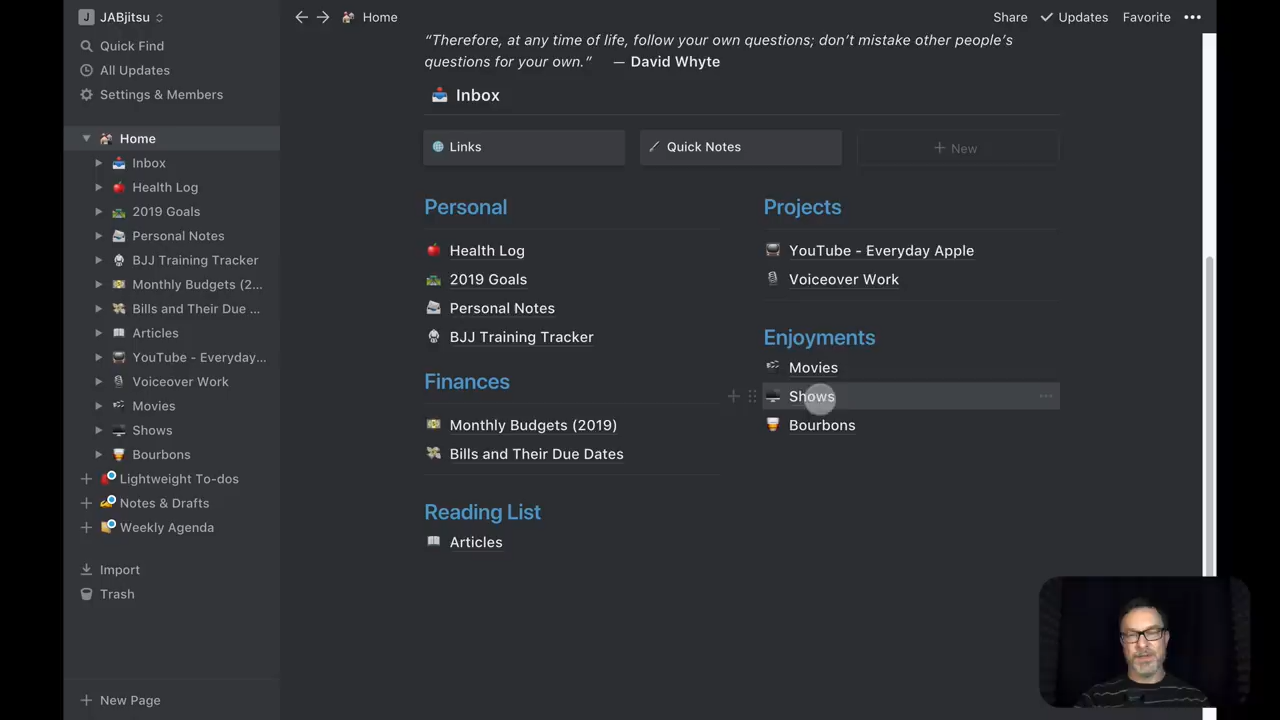 J JABjitsu
Quick Find
All Updates
Settings & Members
Home
Inbox
Health Log
2019 Goals
Personal Notes
BJJ Training Tracker
Monthly Budgets (2...
Bills and Their Due ...
Articles
YouTube - Everyday...
Voiceover Work
Movies
Shows
Bourbons
Lightweight To-dos
Notes & Drafts
Weekly Agenda
Import
Trash
New Page
Home
Share
Updates
Favorite
“Therefore, at any time of life, follow your own questions; don’t mistake other people’s
questions for your own.” — David Whyte
Inbox
Links
Quick Notes
New
Personal
Health Log
2019 Goals
Personal Notes
BJJ Training Tracker
Finances
Monthly Budgets (2019)
Bills and Their Due Dates
Reading List
Articles
Projects
YouTube - Everyday Apple
Voiceover Work
Enjoyments
Movies
Shows
Bourbons